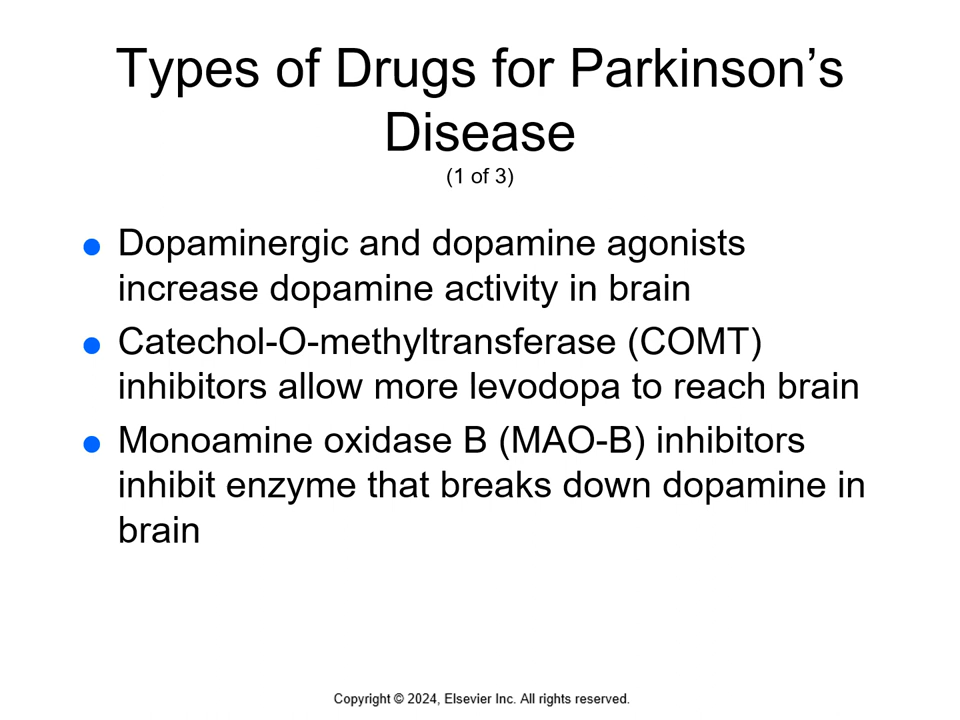 Types of Drugs for Parkinson’s
Disease
(1 of 3)
● Dopaminergic and dopamine agonists
increase dopamine activity in brain
● Catechol-O-methyltransferase (COMT)
inhibitors allow more levodopa to reach brain
● Monoamine oxidase B (MAO-B) inhibitors
inhibit enzyme that breaks down dopamine in
brain
Copyright © 2024, Elsevier Inc. All rights reserved.